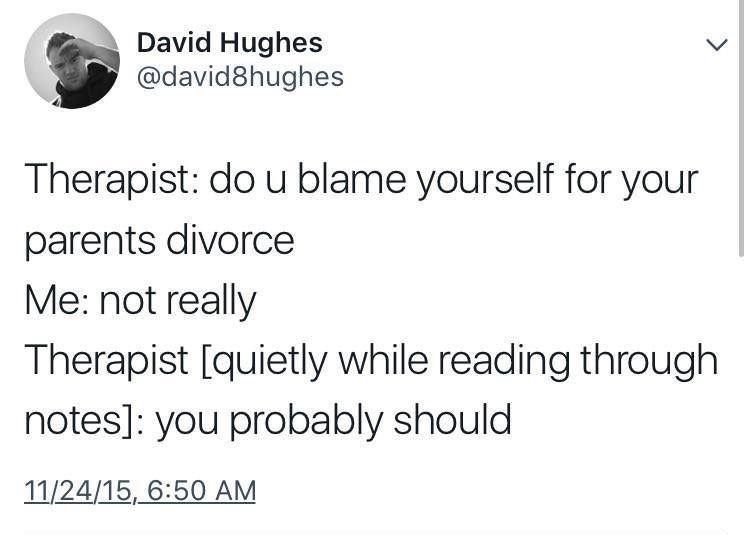 David Hughes
@david8hughes
Therapist: do u blame yourself for your
parents divorce
Me: not really
Therapist [quietly while reading through
notes]: you probably should
11/24/15, 6:50 AM